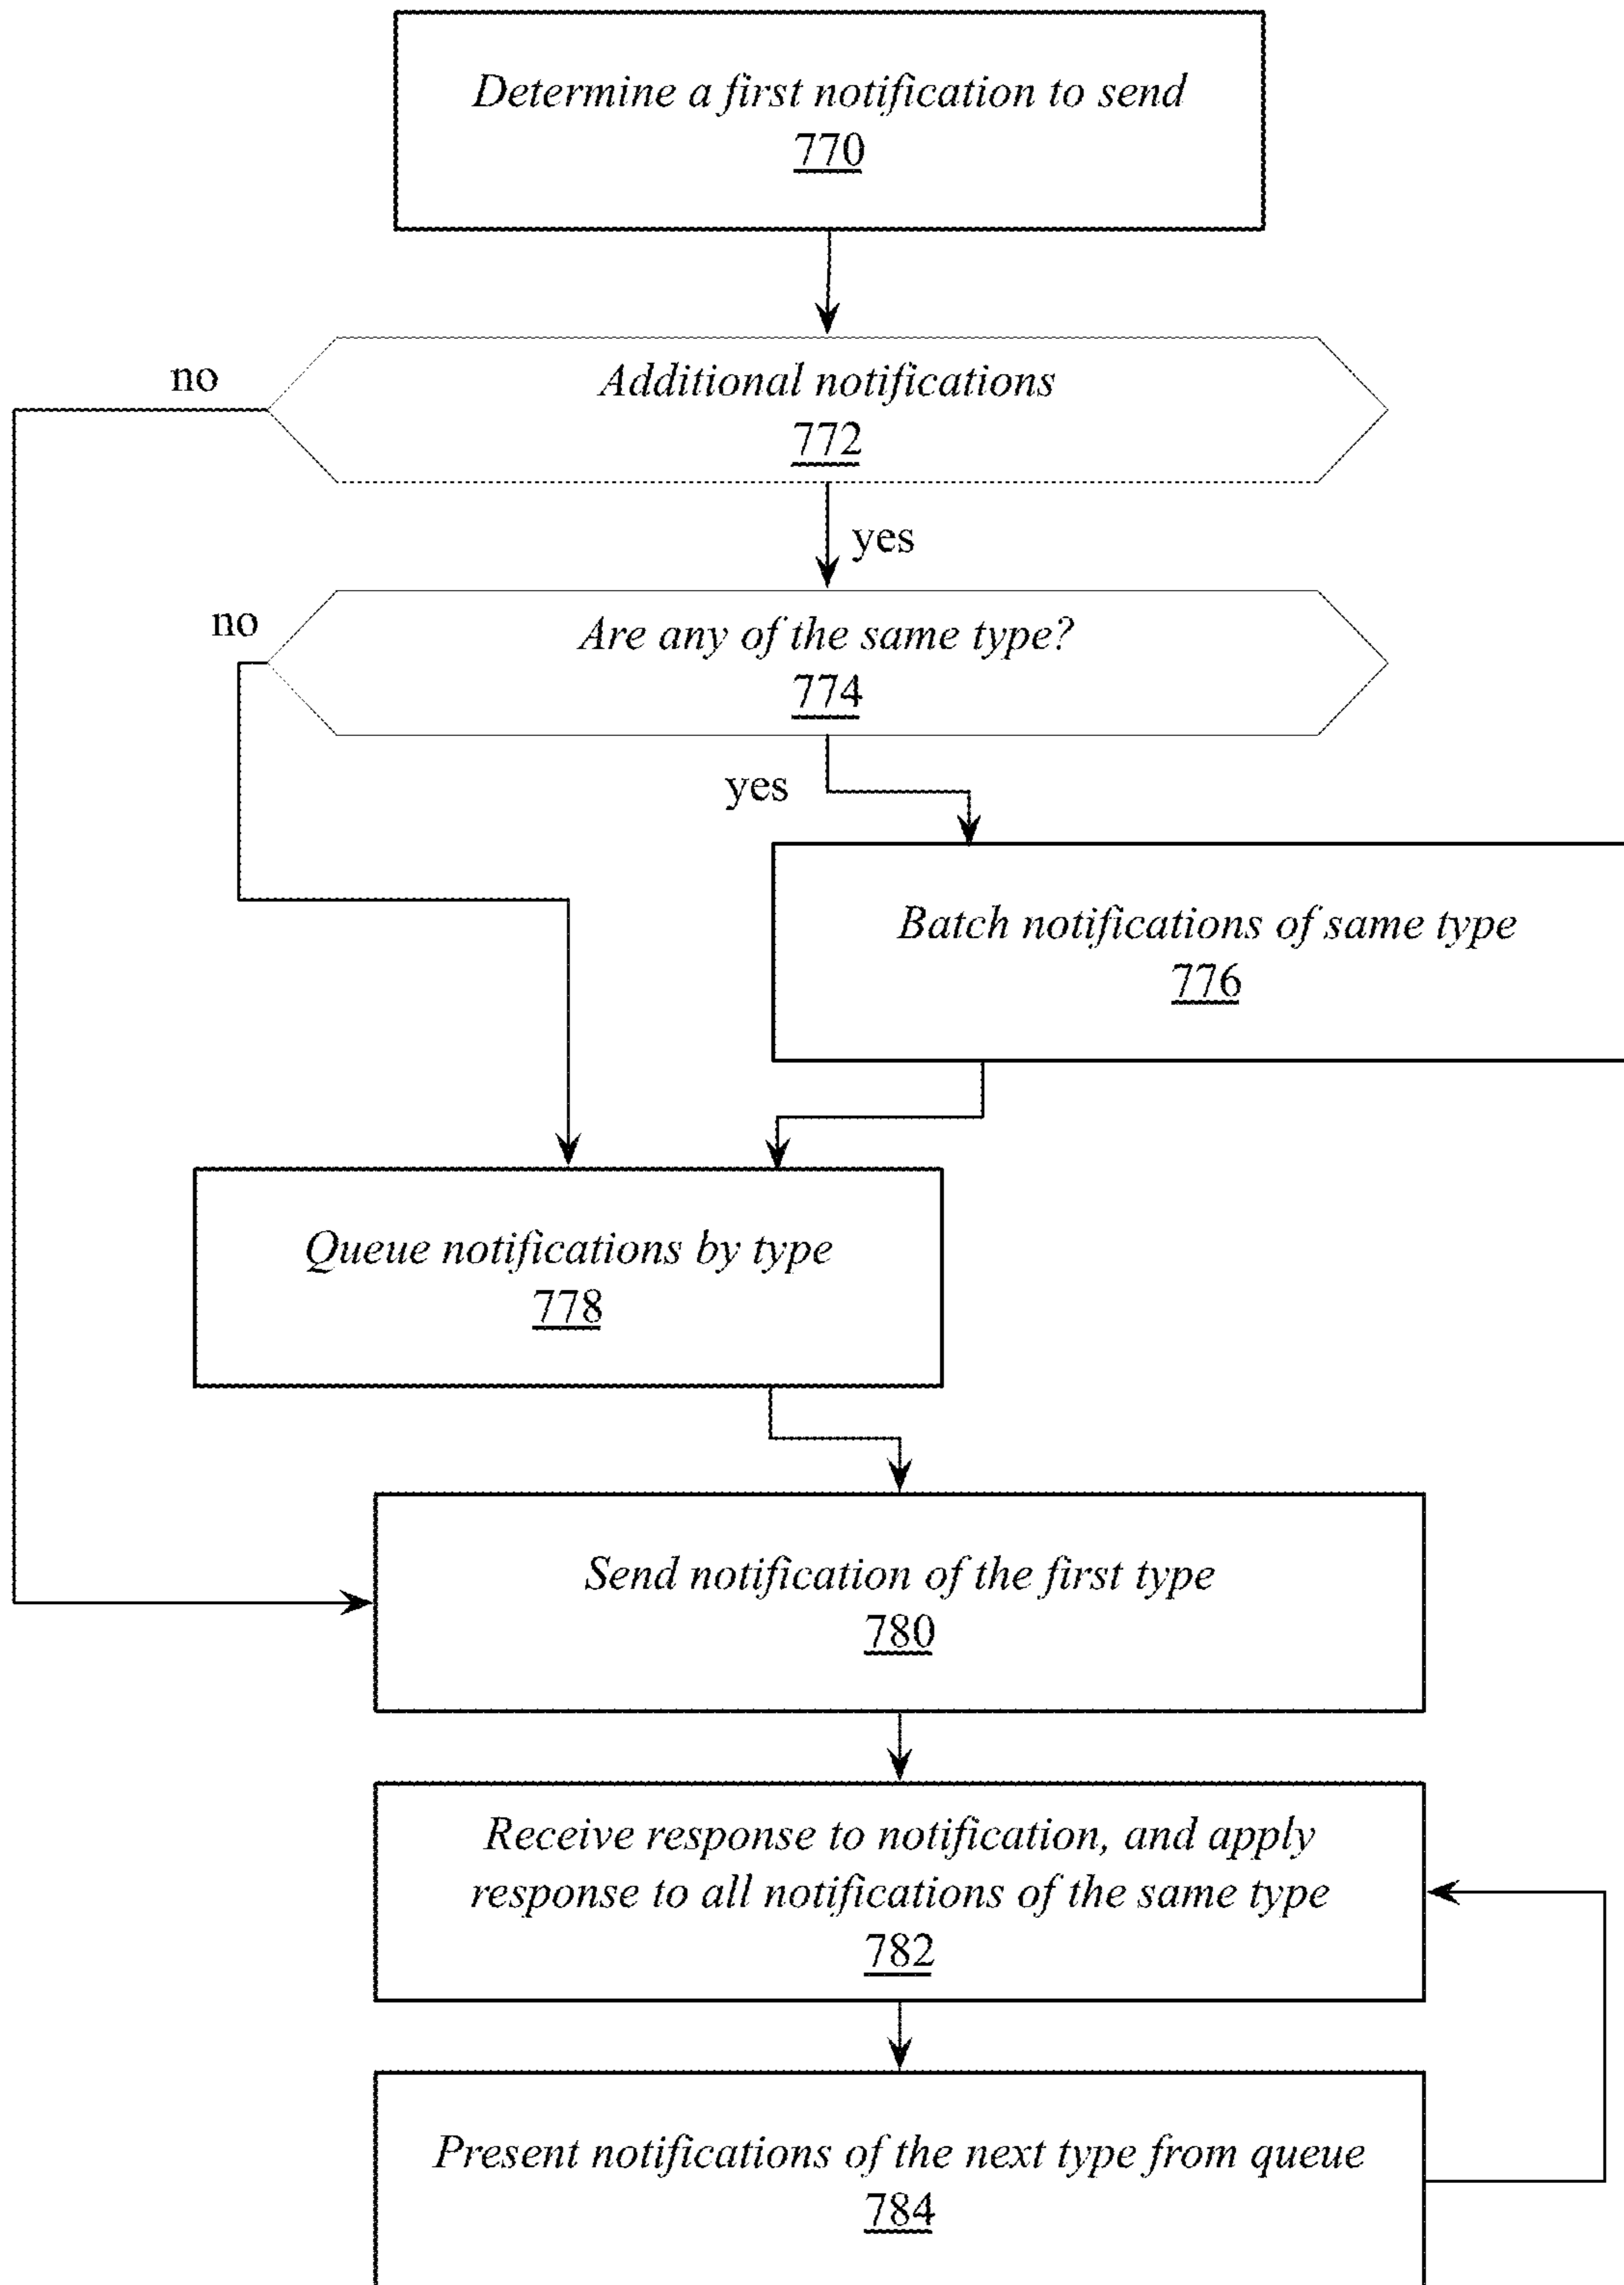 Determine a first notification to send
770
no
Additional notifications
772
yes
no
Are any of the same type?
774
yes
Batch notifications of same type
776
Queue notifications by type
778
Send notification of the first type
780
Receive response to notification, and apply
response to all notifications of the same type
782
Present notifications of the next type from queue
784